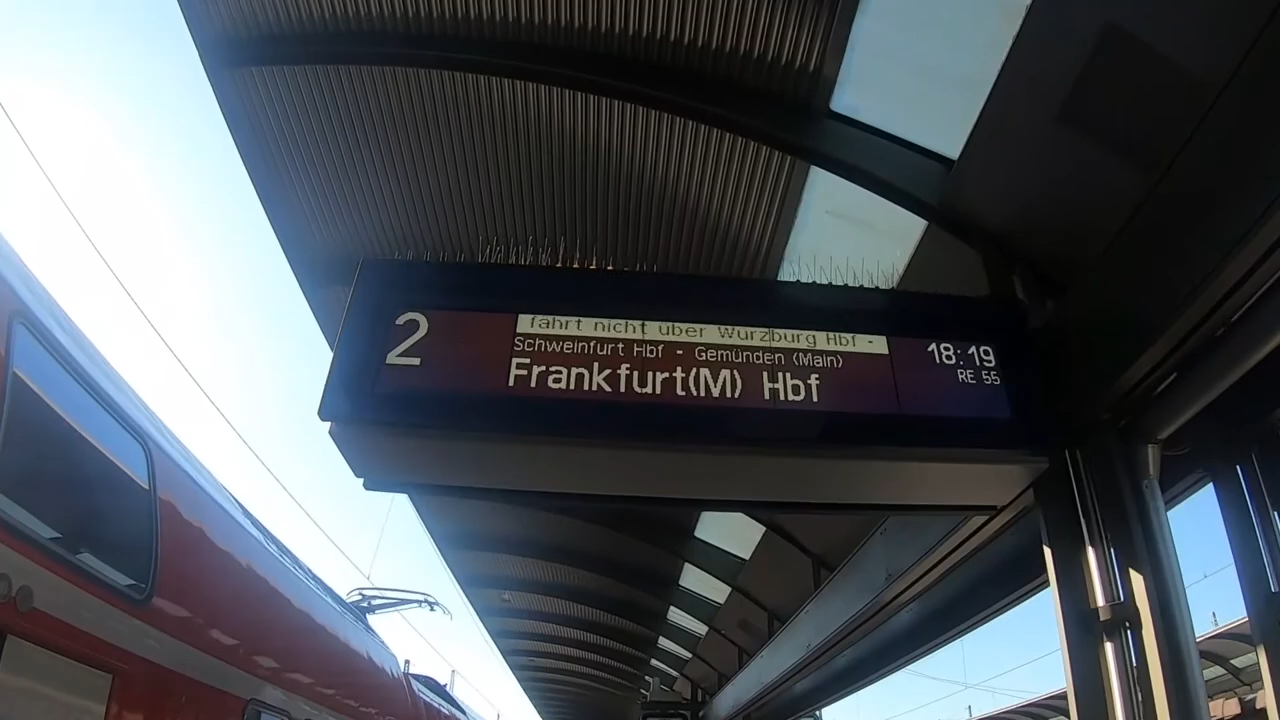 2
fahrt nicht über Würzburg Hbf -
Schweinfurt Hbf - Gemünden (Main)
Frankfurt(M) Hbf
18:19
RE 55